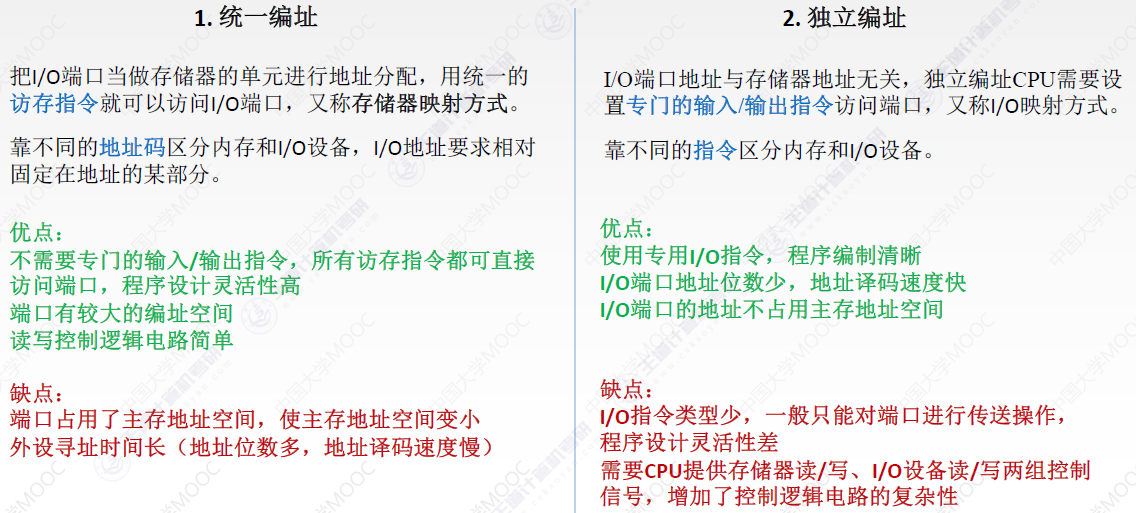 1. 统一编址
把I/O端口当做存储器的单元进行地址分配，用统一的
访存指令就可以访问I/O端口，又称存储器映射方式。
靠不同的地址码区分内存和I/O设备，I/O地址要求相对
固定在地址的某部分。
优点：
不需要专门的输入/输出指令，所有访存指令都可直接
访问端口，程序设计灵活性高
端口有较大的编址空间
读写控制逻辑电路简单
缺点：
端口占用了主存地址空间，使主存地址空间变小
外设寻址时间长（地址位数多，地址译码速度慢）
2. 独立编址
I/O端口地址与存储器地址无关，独立编址CPU需要设
置专门的输入/输出指令访问端口，又称I/O映射方式。
靠不同的指令区分内存和I/O设备。
优点：
使用专用I/O指令，程序编制清晰
I/O端口地址位数少，地址译码速度快
I/O端口的地址不占用主存地址空间
缺点：
I/O指令类型少，一般只能对端口进行传送操作，
程序设计灵活性差
需要CPU提供存储器读/写、I/O设备读/写两组控制
信号，增加了控制逻辑电路的复杂性